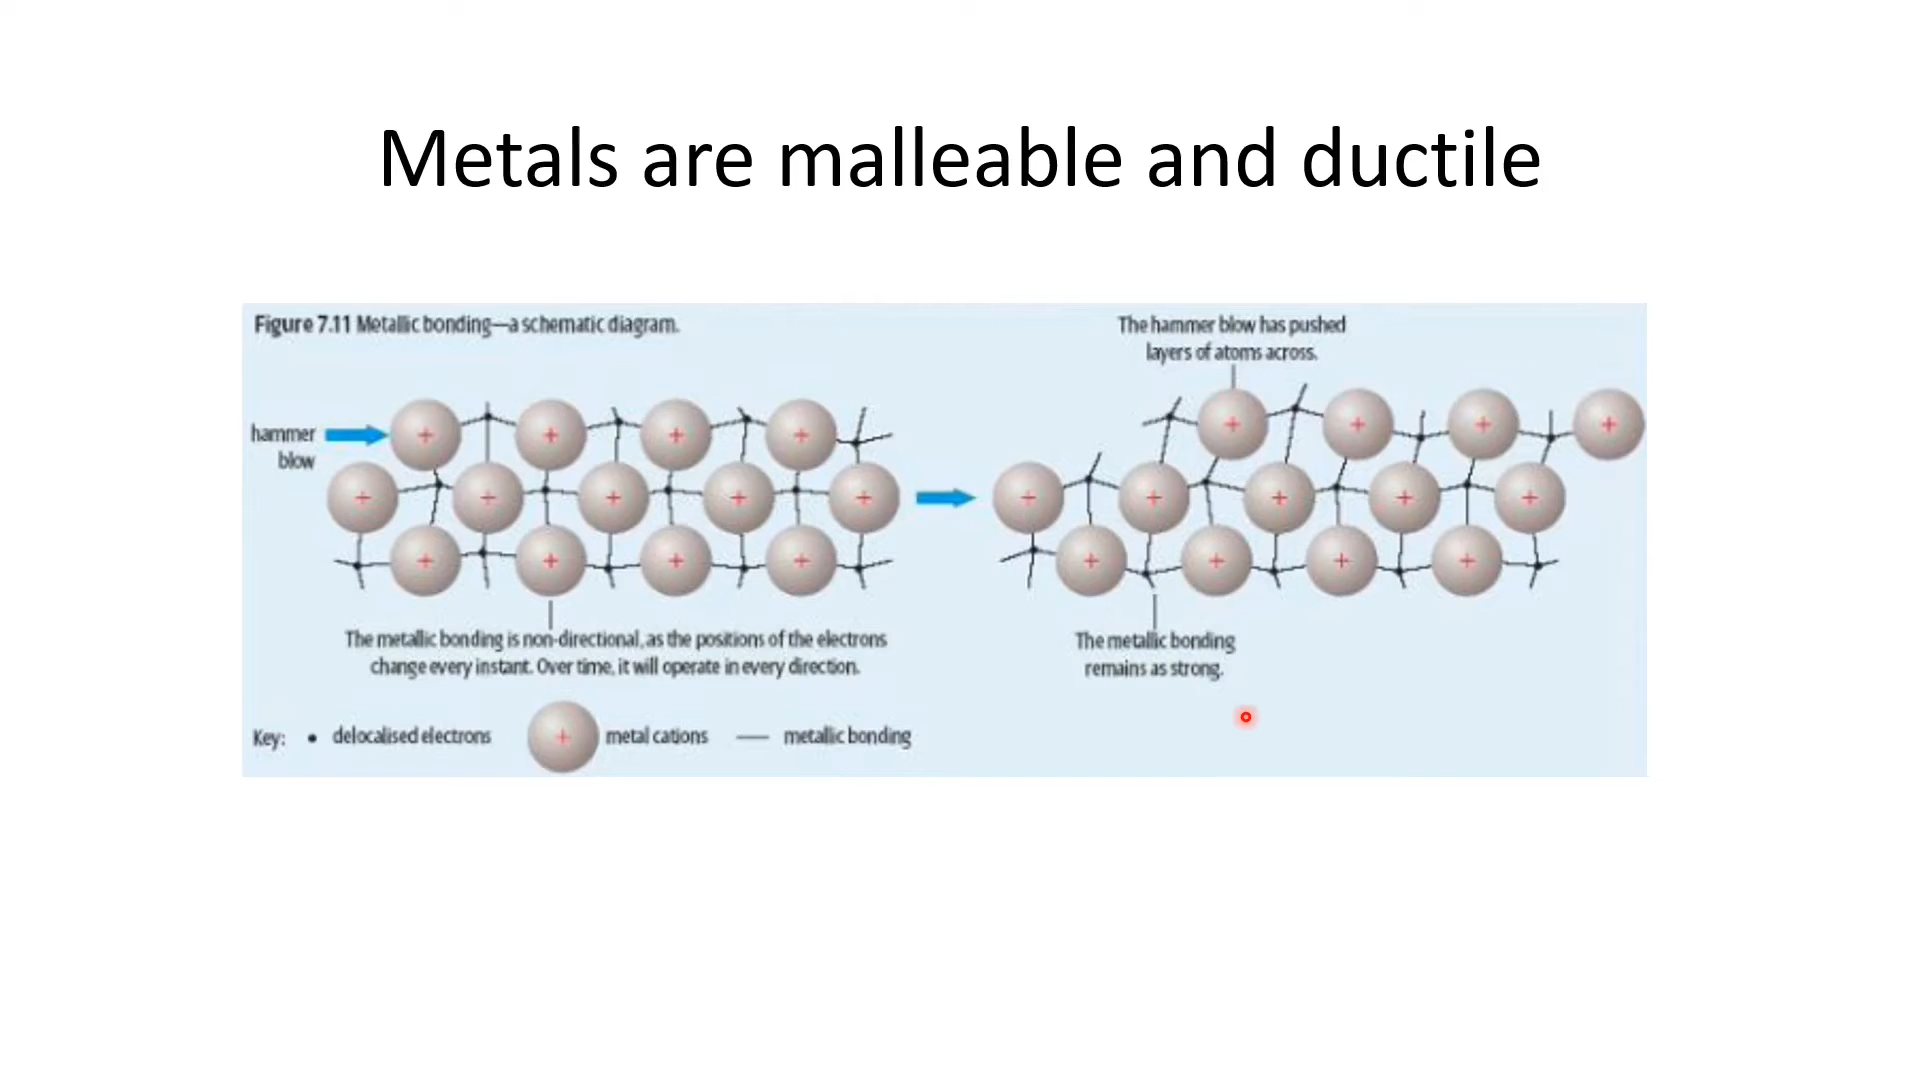 Metals are malleable and ductile
Figure 7.11 Metallic bonding—a schematic diagram.
hammer
blow
+ + + +
+ + + + +
+ + + +
The metallic bonding is non-directional, as the positions of the electrons
change every instant. Over time, it will operate in every direction.
Key: • delocalised electrons + metal cations — metallic bonding
The hammer blow has pushed
layers of atoms across.
+ + + +
+ + + + +
+ + + +
The metallic bonding
remains as strong.